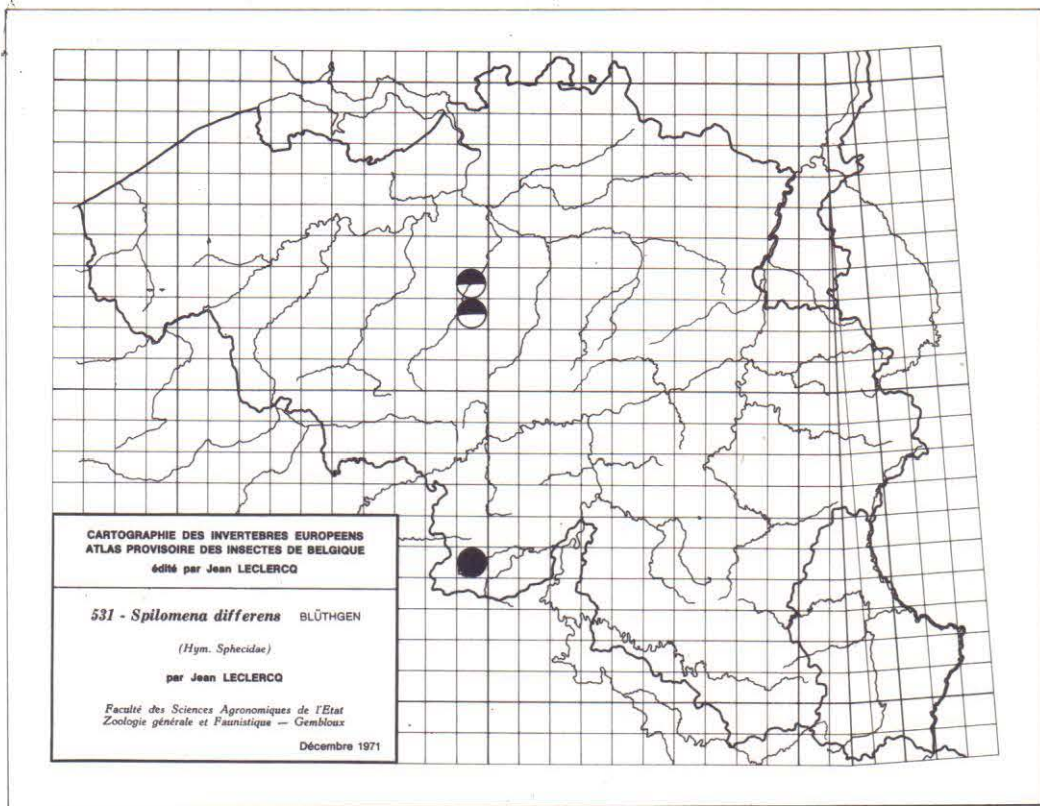 CARTOGRAPHIE DES INVERTEBRES EUROPEENS
ATLAS PROVISOIRE DES INSECTES DE BELGIQUE
édité par Jean LECLERCQ
531 - Spilomena differens BLÜTHGEN
(Hym. Sphecidae)
par Jean LECLERCQ
Faculté des Sciences Agronomiques de l'Etat
Zoologie générale et Faunistique — Gembloux
Décembre 1971